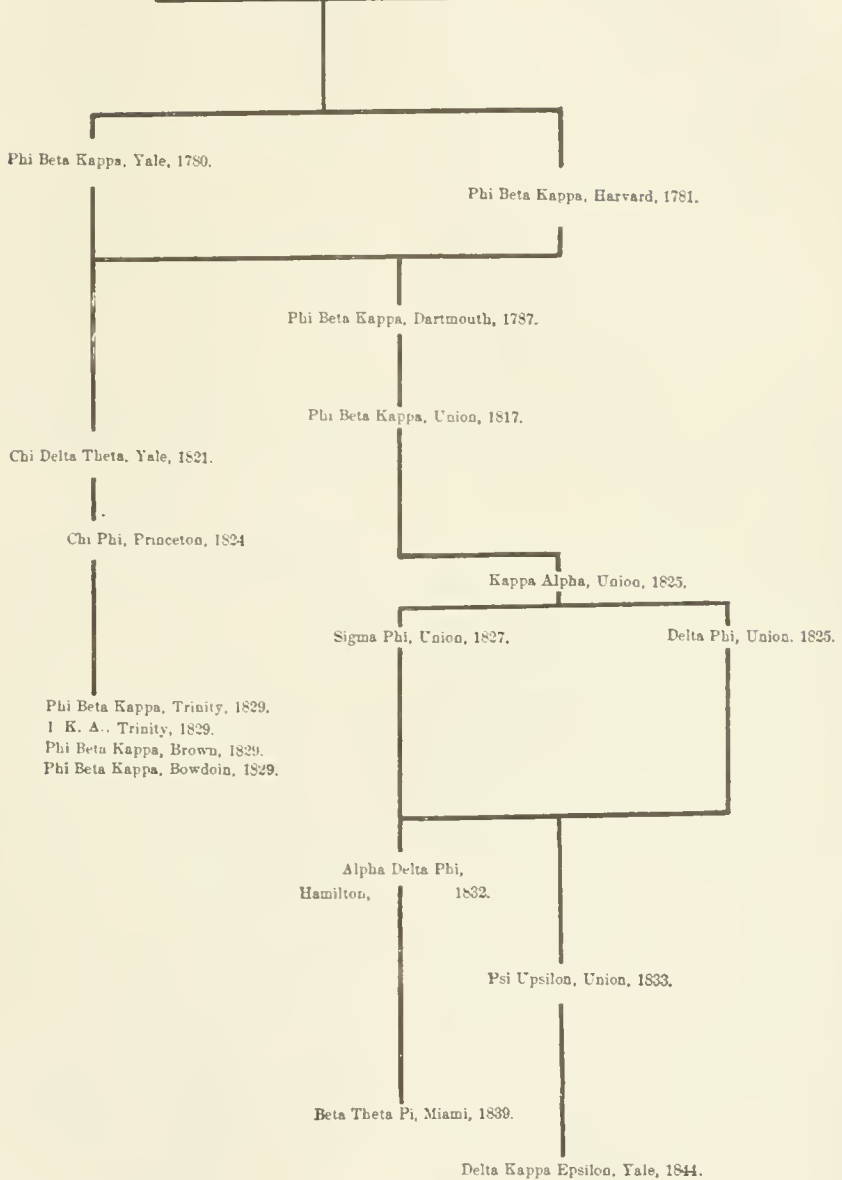 Phi Beta Kappa, Yale, 1780.
Phi Beta Kappa, Harvard, 1781.
Phi Beta Kappa, Dartmouth, 1787.
Phi Beta Kappa, Union, 1817.
Chi Delta Theta, Yale, 1821.
Chi Phi, Princeton, 1824
Kappa Alpha, Union, 1825.
Sigma Phi, Union, 1827.
Delta Phi, Union. 1825.
Phi Beta Kappa, Trinity, 1829.
I K. A., Trinity, 1829.
Phi Beta Kappa, Brown, 1829.
Phi Beta Kappa, Bowdoin, 1829.
Alpha Delta Phi,
Hamilton, 1832.
Psi Upsilon, Union, 1833.
Beta Theta Pi, Miami, 1839.
Delta Kappa Epsilon, Yale, 1844.